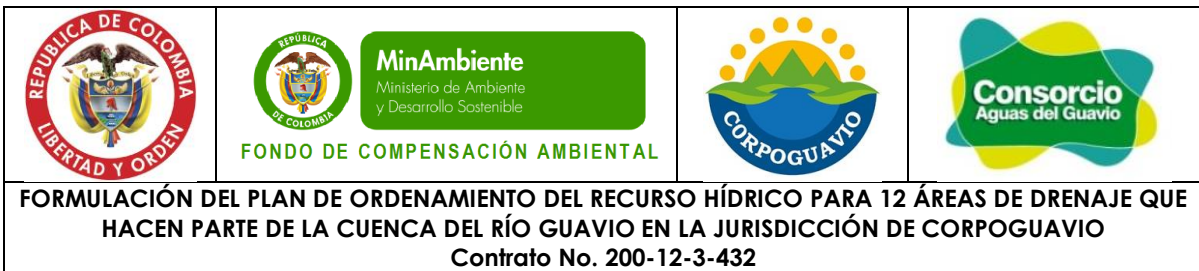 REPUBLICA DE COLOMBIA
LIBERTAD Y ORDEN
REPÚBLICA
DE COLOMBIA
MinAmbiente
Ministerio de Ambiente
y Desarrollo Sostenible
FONDO DE COMPENSACIÓN AMBIENTAL
CORPOGUAVIO
Consorcio
Aguas del Guavio
FORMULACIÓN DEL PLAN DE ORDENAMIENTO DEL RECURSO HÍDRICO PARA 12 ÁREAS DE DRENAJE QUE
HACEN PARTE DE LA CUENCA DEL RÍO GUAVIO EN LA JURISDICCIÓN DE CORPOGUAVIO
Contrato No. 200-12-3-432